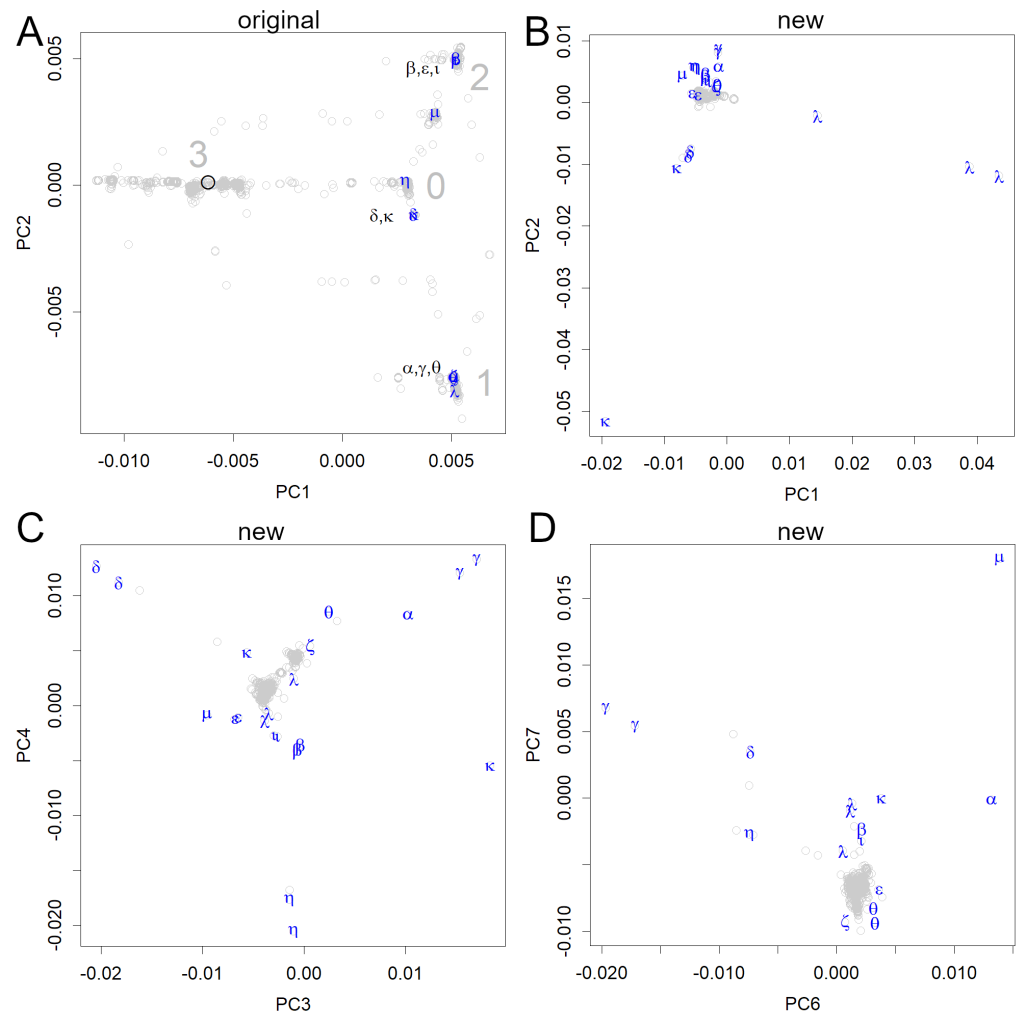 A
original
0.005
0.000
-0.005
PC2
β,ε,ι
β
2
μ
3
η
0
δ,κ
α,γ,θ
1
λ
-0.010
-0.005
0.000
0.005
PC1
B
new
0.01
0.00
-0.01
-0.02
-0.03
-0.04
-0.05
PC2
γ
η
α
μ
β
θ
ε
ε
λ
δ
δ
κ
λ
λ
κ
-0.02
-0.01
0.00
0.01
0.02
0.03
0.04
PC1
C
new
0.010
0.000
-0.010
-0.020
PC4
δ
δ
γ
γ
θ
α
κ
ζ
λ
μ
ε
ε
λ
λ
ι
β
β
κ
η
η
-0.02
-0.01
0.00
0.01
PC3
D
new
0.015
0.010
0.005
0.000
-0.010
PC7
μ
γ
γ
δ
λ
λ
κ
α
η
β
ι
λ
ε
θ
ζ
θ
-0.020
-0.010
0.000
0.010
PC6